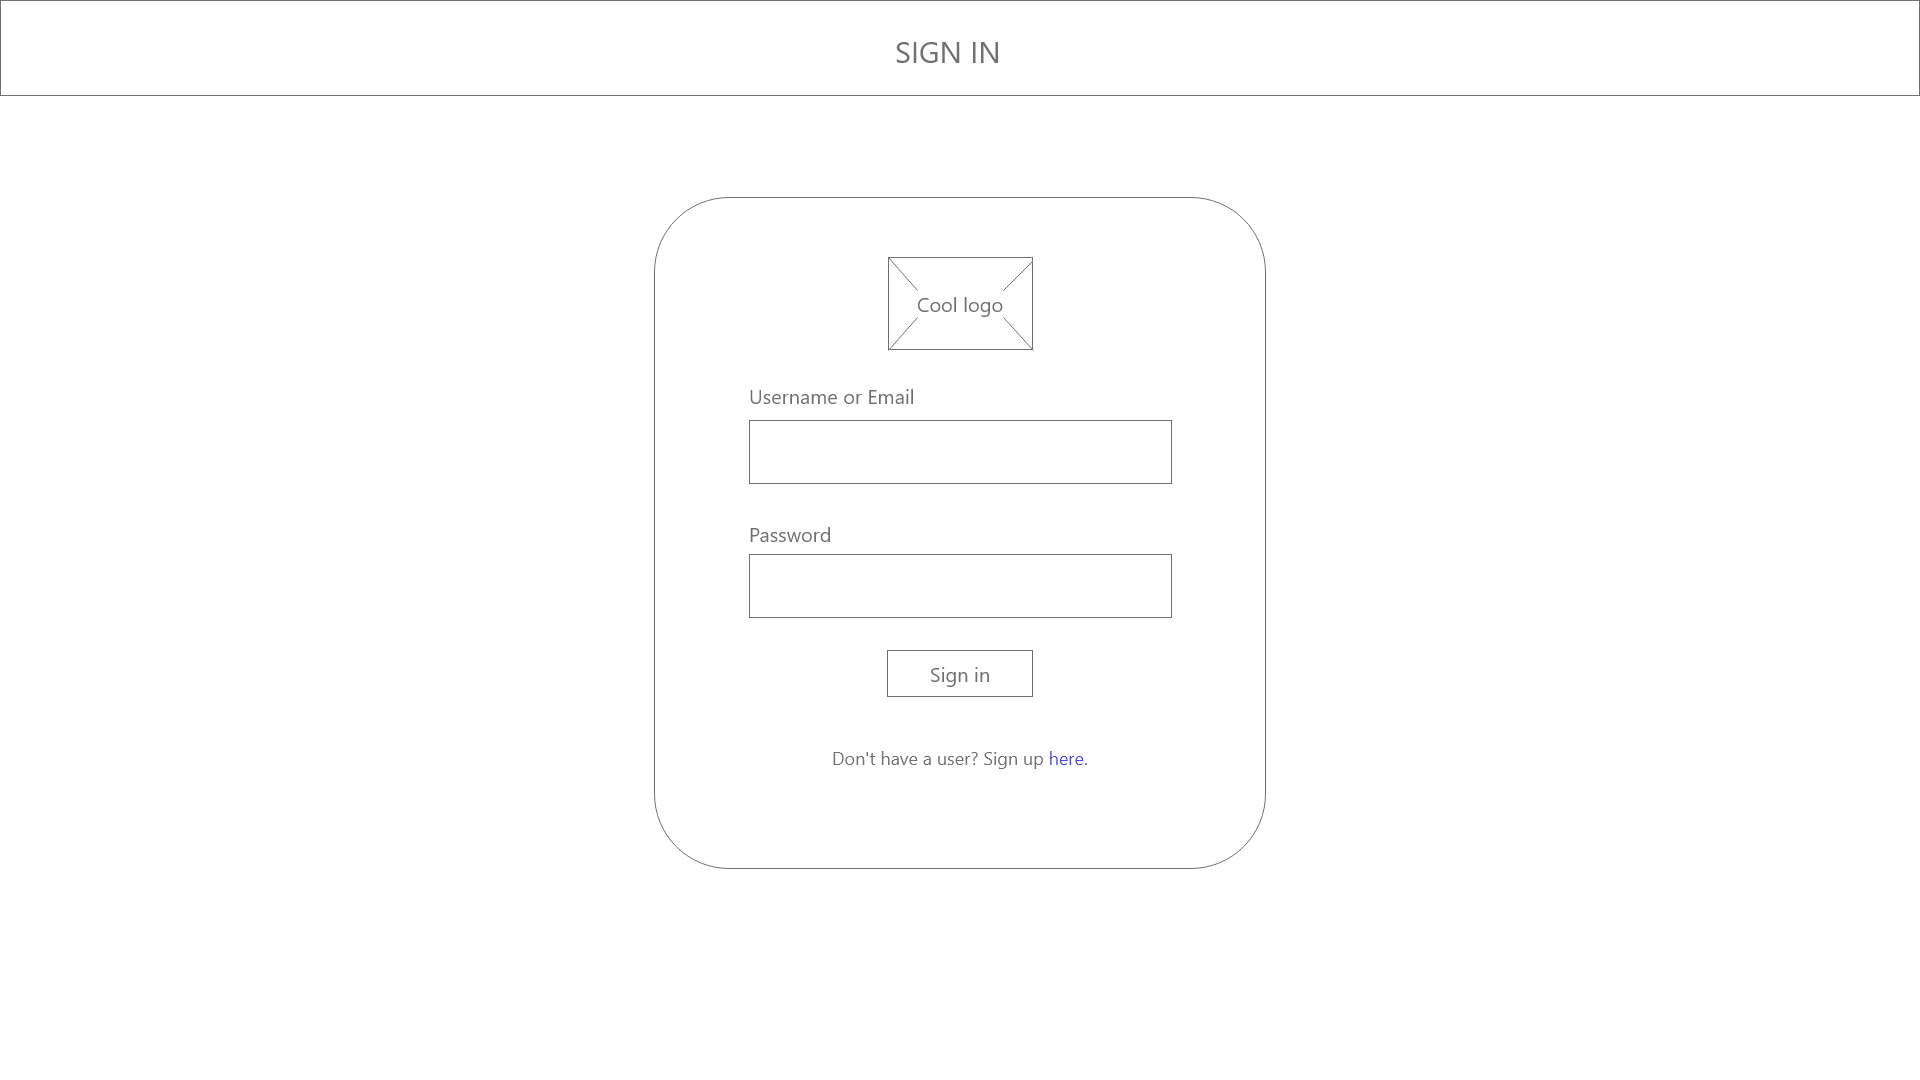 SIGN IN
Cool logo
Username or Email
Password
Sign in
Don't have a user? Sign up here.